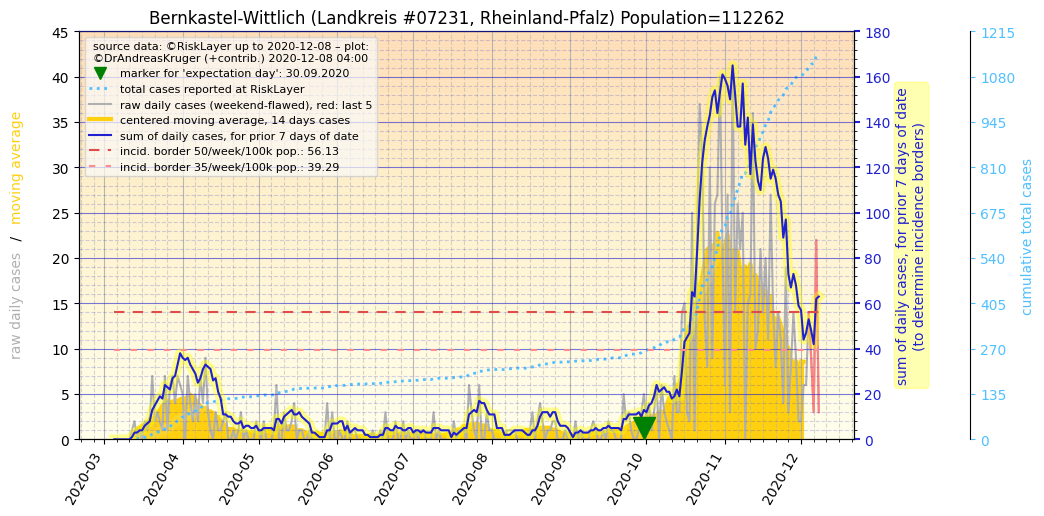 Bernkastel-Wittlich (Landkreis #07231, Rheinland-Pfalz) Population=112262
source data: ©RiskLayer up to 2020-12-08 – plot:
©DrAndreasKruger (+contrib.) 2020-12-08 04:00
marker for 'expectation day': 30.09.2020
total cases reported at RiskLayer
raw daily cases (weekend-flawed), red: last 5
centered moving average, 14 days cases
sum of daily cases, for prior 7 days of date
incid. border 50/week/100k pop.: 56.13
incid. border 35/week/100k pop.: 39.29
raw daily cases / moving average
45
40
35
30
25
20
15
10
5
0
2020-03
2020-04
2020-05
2020-06
2020-07
2020-08
2020-09
2020-10
2020-11
2020-12
180
160
140
120
100
80
60
40
20
0
sum of daily cases, for prior 7 days of date
(to determine incidence borders)
1215
1080
945
810
675
540
405
270
135
0
cumulative total cases